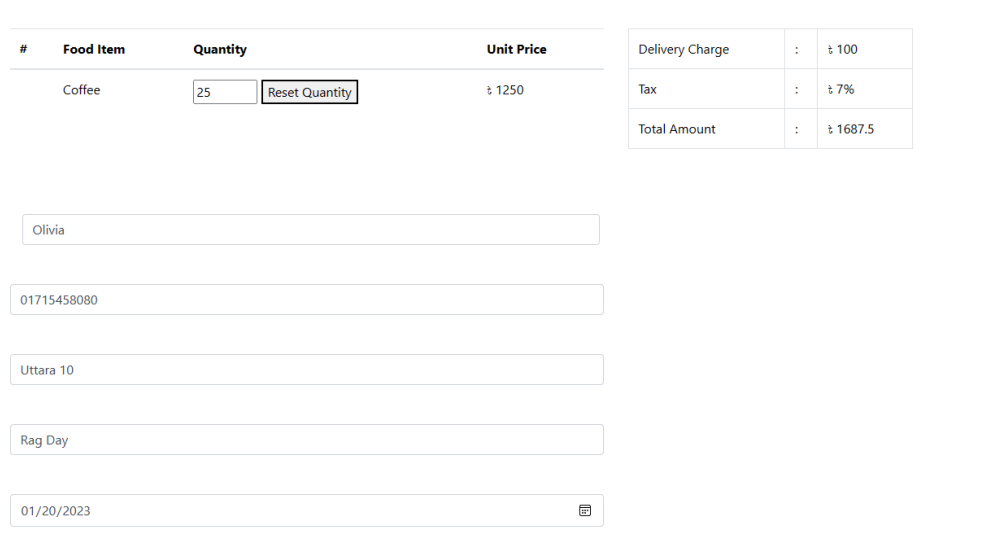 # Food Item Quantity Unit Price
Coffee 25 Reset Quantity ৳ 1250
Delivery Charge : ৳ 100
Tax : ৳ 7%
Total Amount : ৳ 1687.5
Olivia
01715458080
Uttara 10
Rag Day
01/20/2023